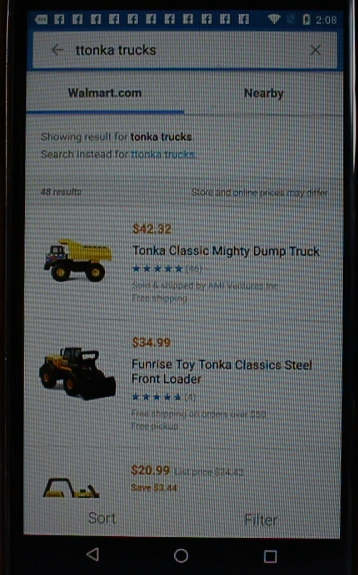 2:08
ttonka trucks
Walmart.com
Nearby
Showing result for tonka trucks.
Search instead for ttonka trucks.
48 results
Store and online prices may differ.
$42.32
Tonka Classic Mighty Dump Truck
(46)
Sold & shipped by AMI Ventures Inc
Free shipping
$34.99
Funrise Toy Tonka Classics Steel
Front Loader
(4)
Free shipping on orders over $50
Free pickup
$20.99 List price $24.43
Save $3.44
Sort
Filter